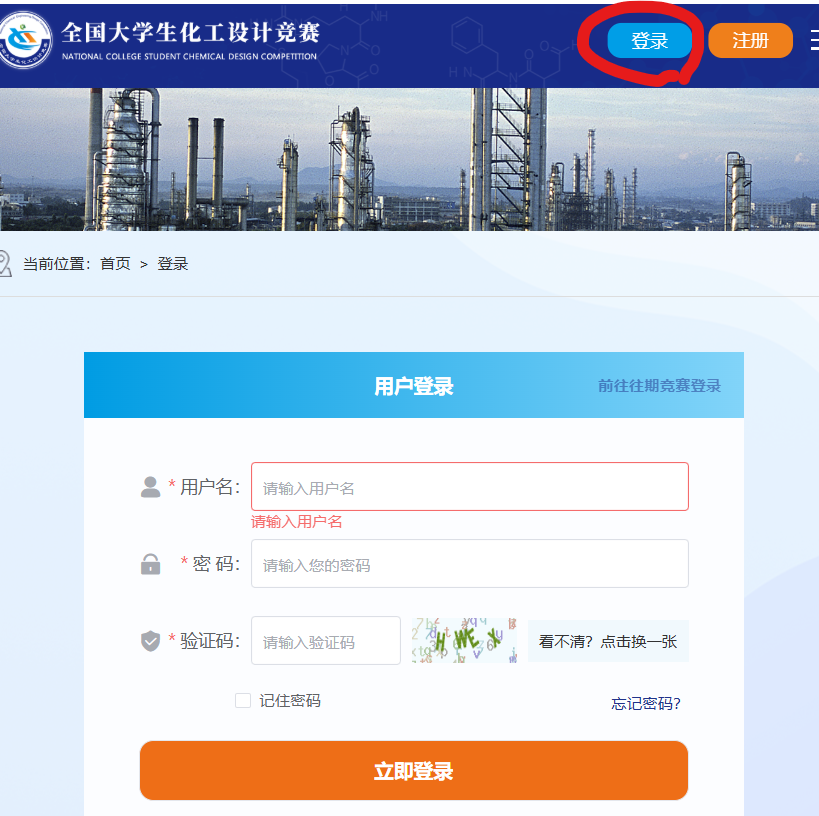 全国大学生化工设计竞赛
NATIONAL COLLEGE STUDENT CHEMICAL DESIGN COMPETITION
登录
注册
当前位置：首页 > 登录
用户登录
前往往期竞赛登录
* 用户名：
请输入用户名
请输入用户名
* 密 码：
请输入您的密码
* 验证码：
请输入验证码
HWEX
看不清？点击换一张
记住密码
忘记密码?
立即登录